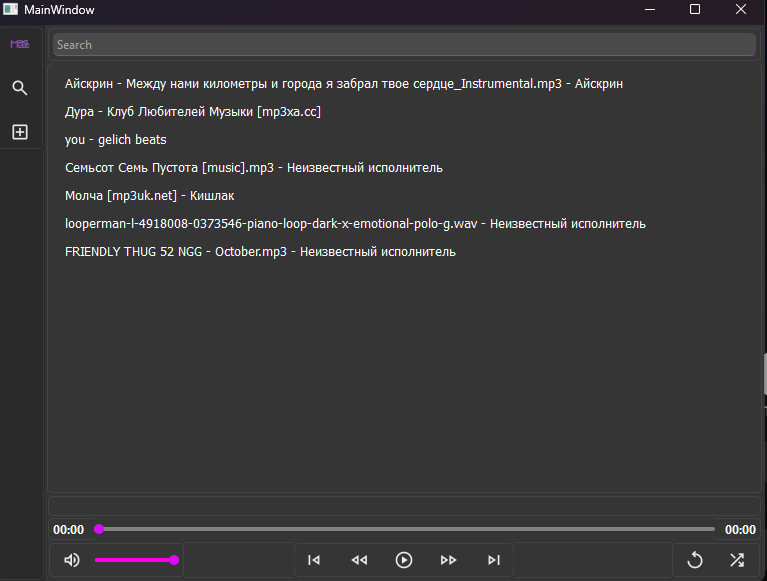 MainWindow
Search
Айскрин - Между нами километры и города я забрал твое сердце_Instrumental.mp3 - Айскрин
Дура - Клуб Любителей Музыки [mp3xa.cc]
you - gelich beats
Семьсот Семь Пустота [music].mp3 - Неизвестный исполнитель
Молча [mp3uk.net] - Кишлак
looperman-l-4918008-0373546-piano-loop-dark-x-emotional-polo-g.wav - Неизвестный исполнитель
FRIENDLY THUG 52 NGG - October.mp3 - Неизвестный исполнитель
00:00 00:00